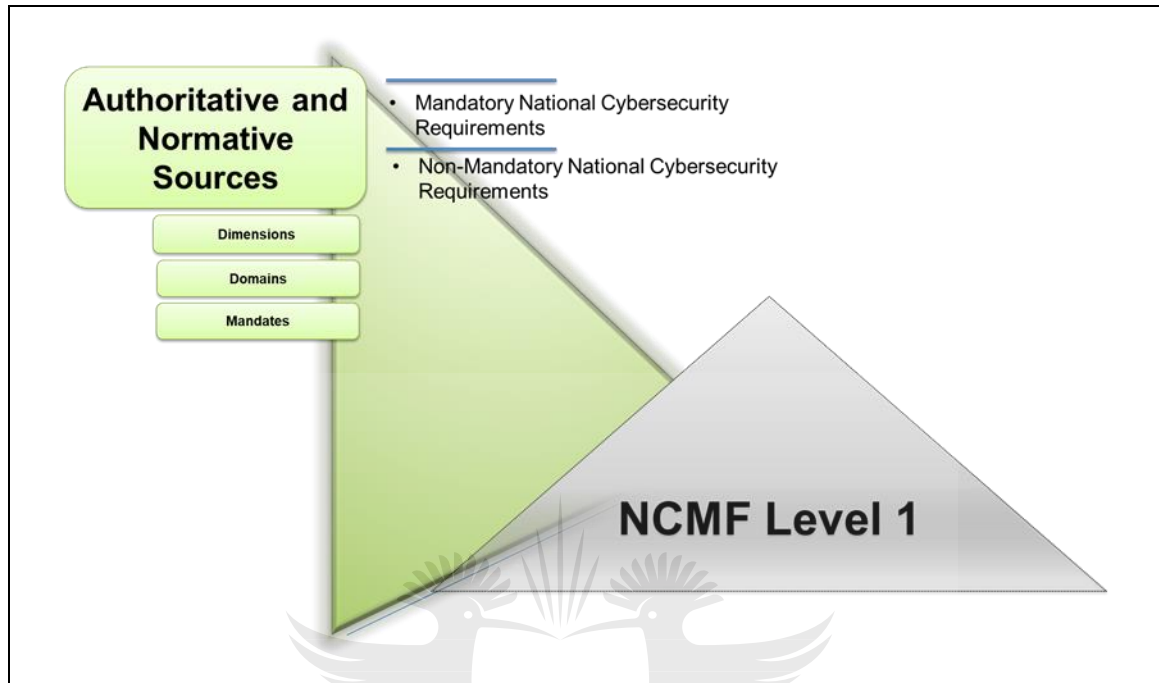 Authoritative and
Normative
Sources
Dimensions
Domains
Mandates
• Mandatory National Cybersecurity
Requirements
• Non-Mandatory National Cybersecurity
Requirements
NCMF Level 1